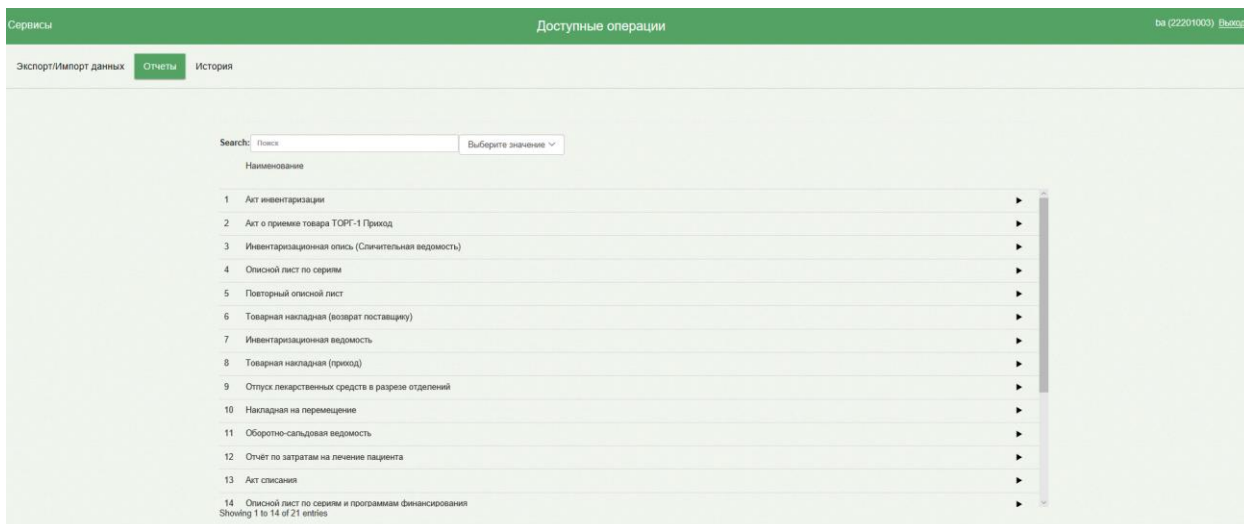 Сервисы
Доступные операции
ba (22201003) Выход
Экспорт/Импорт данных Отчеты История
Search: Поиск Выберите значение
Наименование
1 Акт инвентаризации
2 Акт о приемке товара ТОРГ-1 Приход
3 Инвентаризационная опись (Сличительная ведомость)
4 Описной лист по сериям
5 Повторный описной лист
6 Товарная накладная (возврат поставщику)
7 Инвентаризационная ведомость
8 Товарная накладная (приход)
9 Отпуск лекарственных средств в разрезе отделений
10 Накладная на перемещение
11 Оборотно-сальдовая ведомость
12 Отчёт по затратам на лечение пациента
13 Акт списания
14 Описной лист по сериям и программам финансирования
Showing 1 to 14 of 21 entries